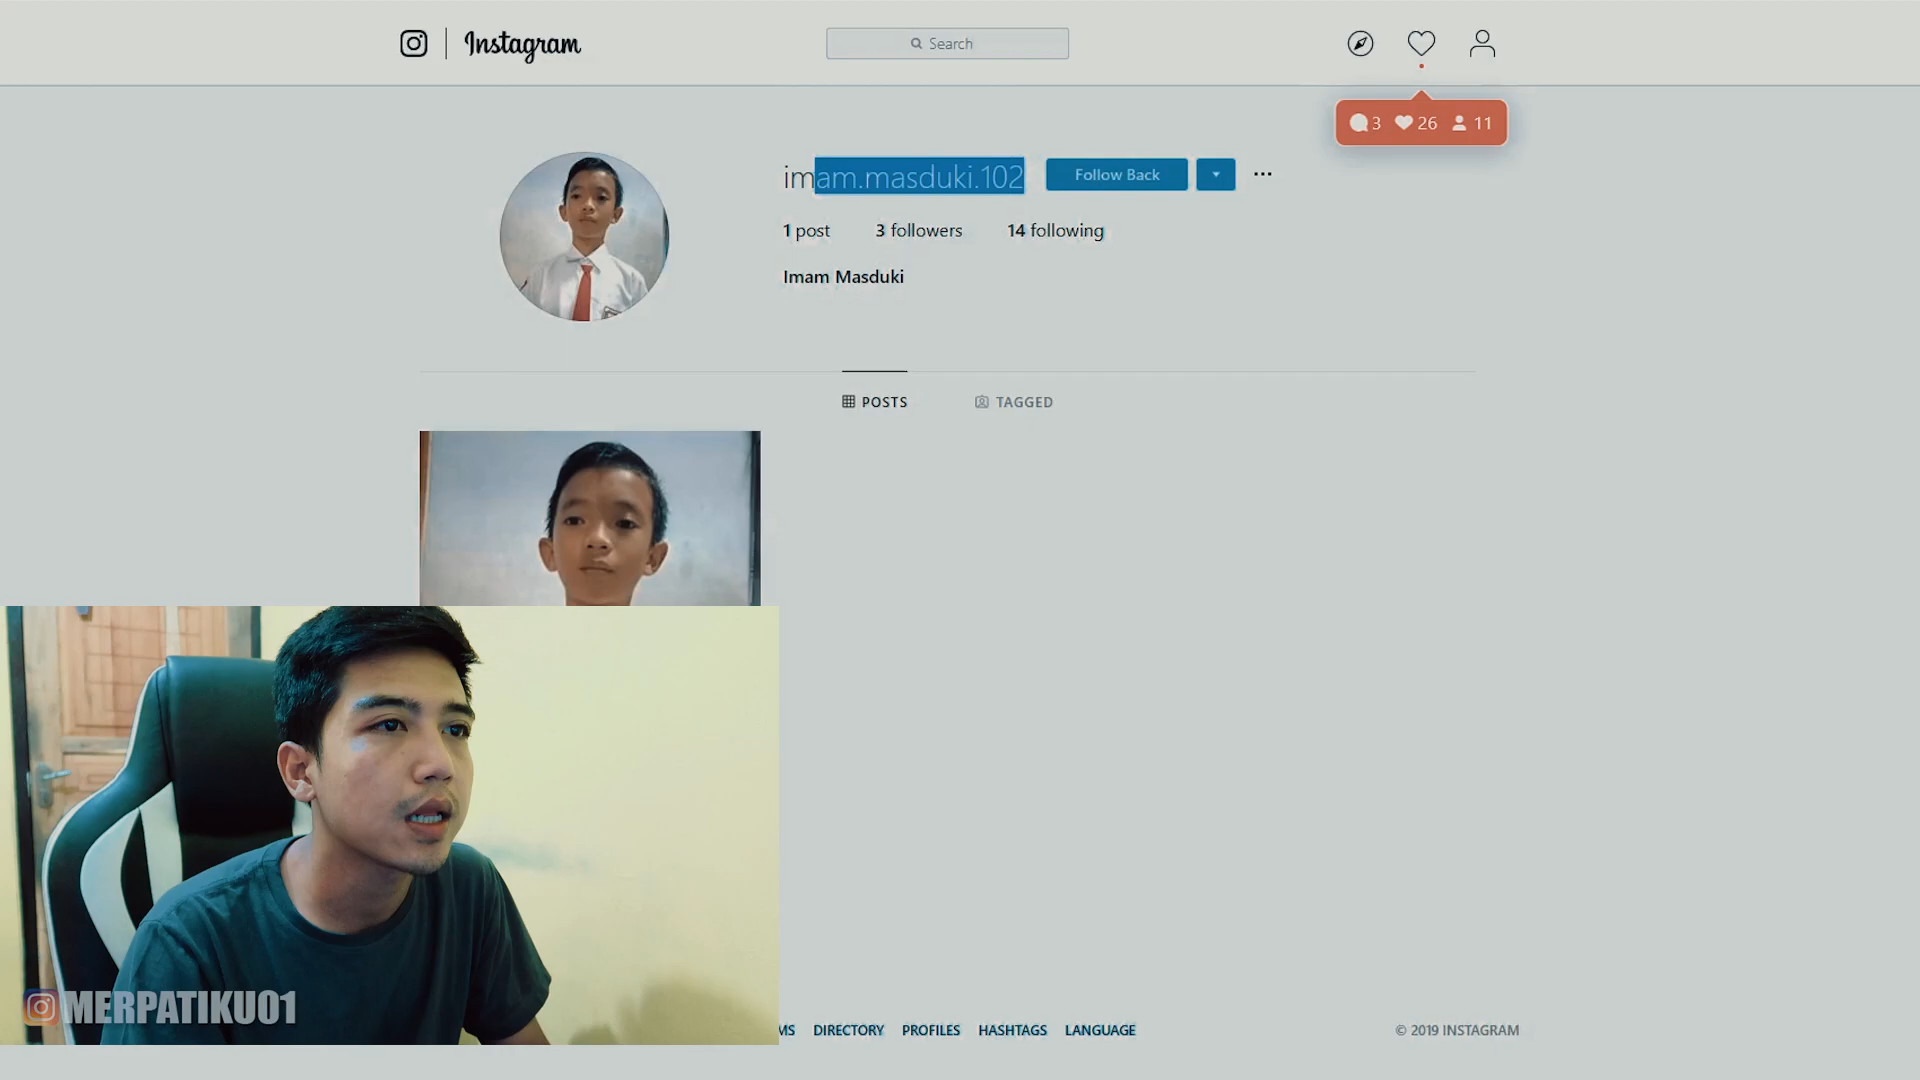 Instagram
Search
3 26 11
imam.masduki.102 Follow Back ...
1 post 3 followers 14 following
Imam Masduki
POSTS TAGGED
MERPATIKU01
MS DIRECTORY PROFILES HASHTAGS LANGUAGE © 2019 INSTAGRAM